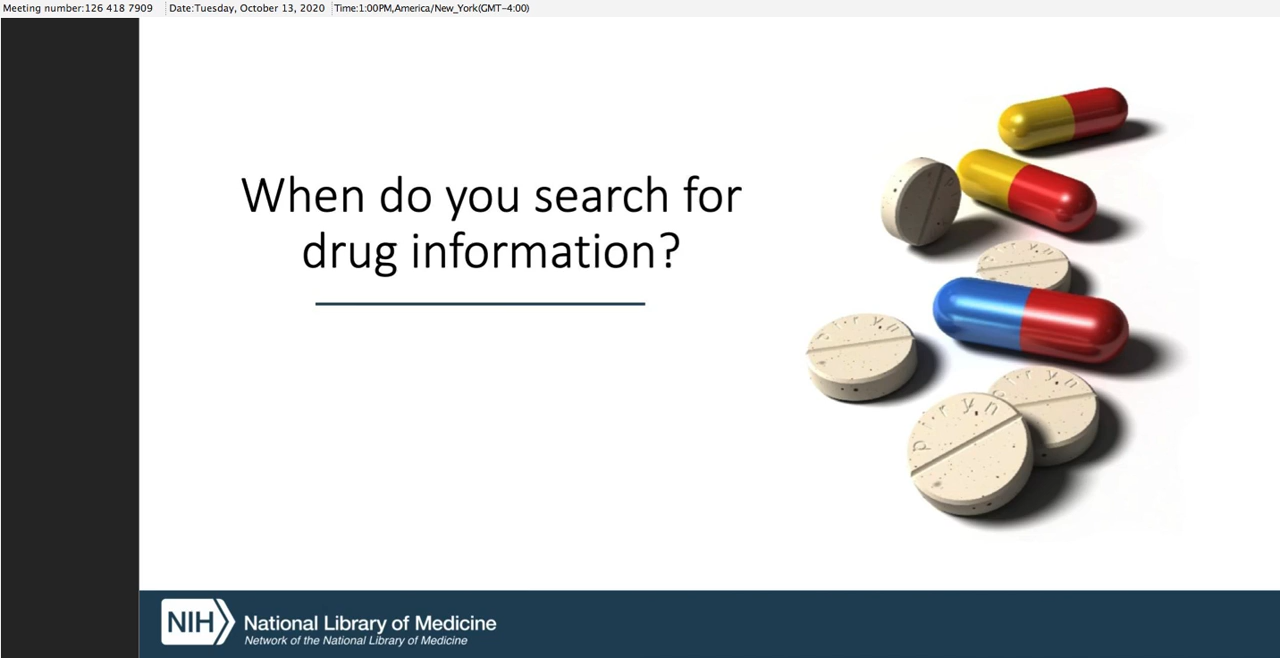 Meeting number:126 418 7909 Date:Tuesday, October 13, 2020 Time:1:00PM,America/New_York(GMT-4:00)
When do you search for
drug information?
NIH National Library of Medicine
Network of the National Library of Medicine